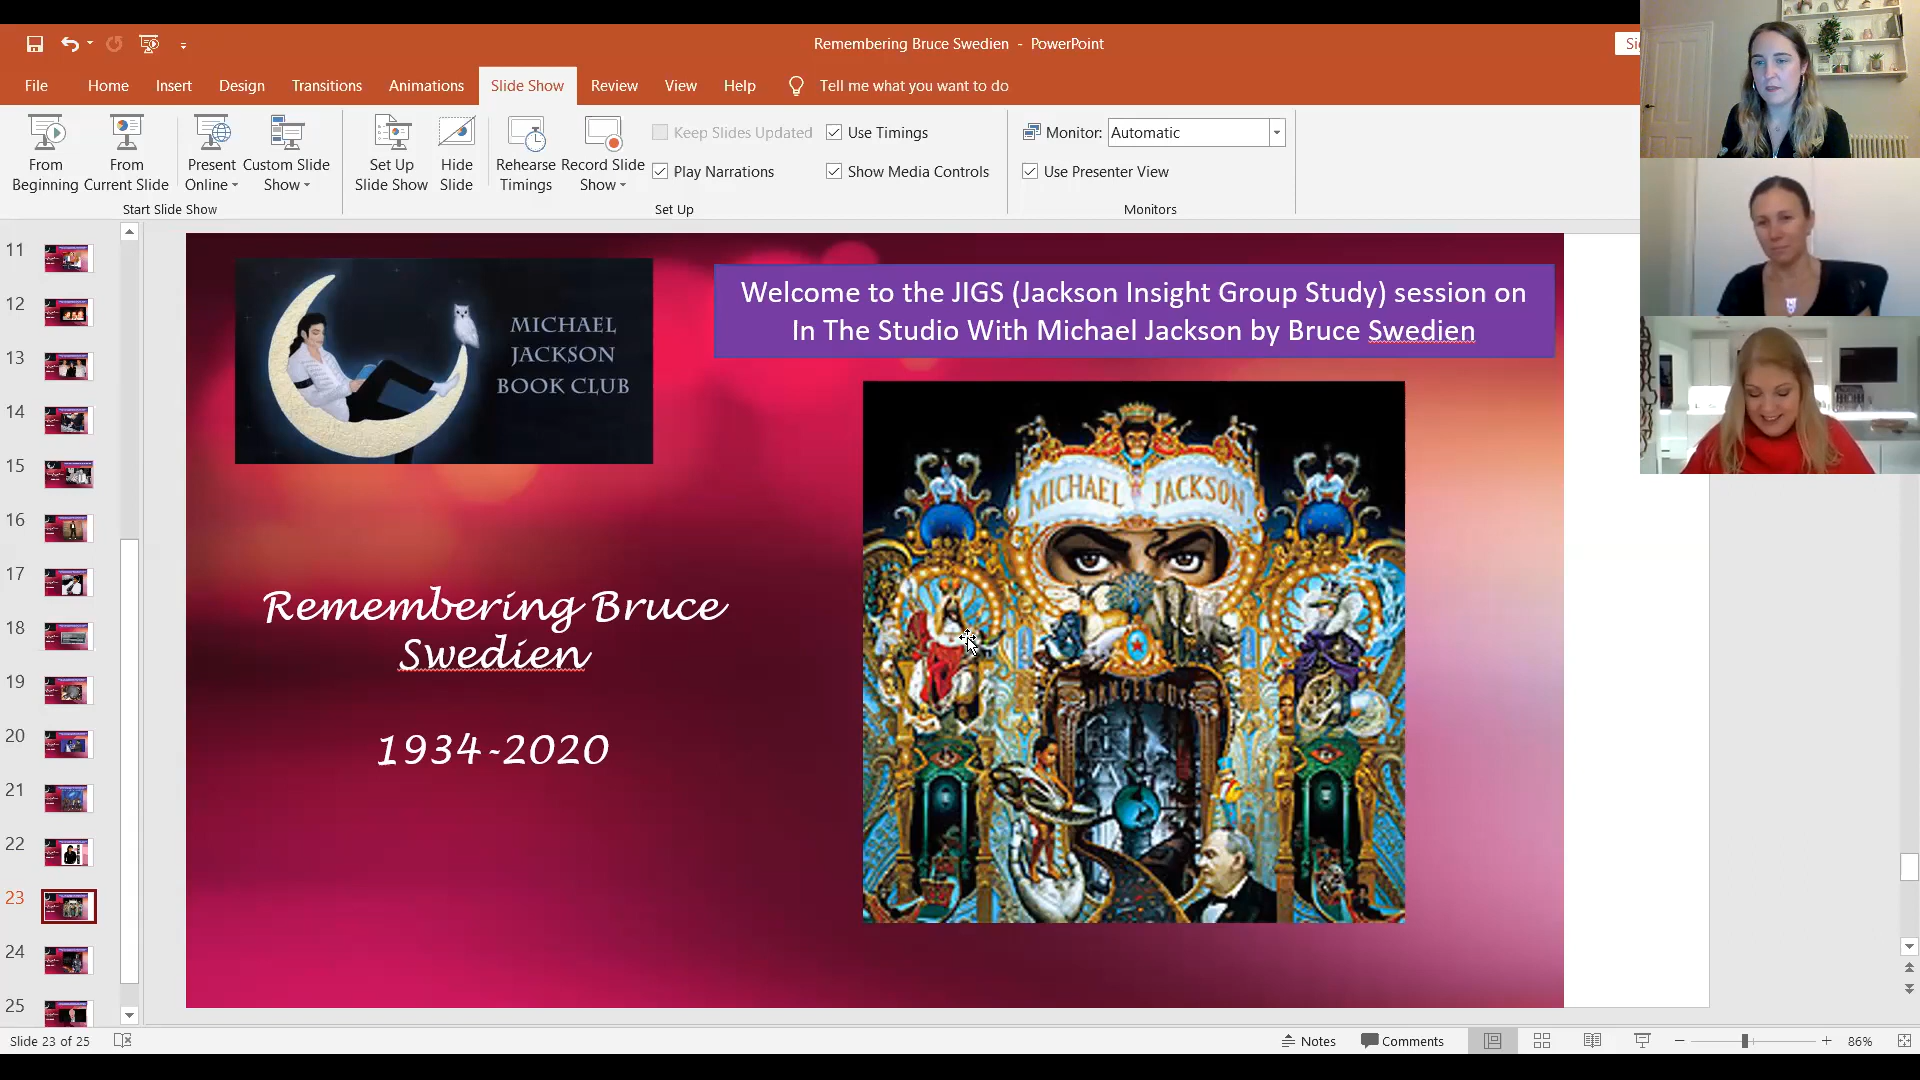 Remembering Bruce Swedien - PowerPoint
File
Home
Insert
Design
Transitions
Animations
Slide Show
Review
View
Help
Tell me what you want to do
From
Beginning
From
Current Slide
Present
Online
Custom Slide
Show
Start Slide Show
Set Up
Slide Show
Hide
Slide
Rehearse
Timings
Record Slide
Show
Keep Slides Updated
Play Narrations
Use Timings
Show Media Controls
Set Up
Monitor:
Automatic
Use Presenter View
Monitors
11
12
13
14
15
16
17
18
19
20
21
22
23
24
25
MICHAEL
JACKSON
BOOK CLUB
Welcome to the JIGS (Jackson Insight Group Study) session on
In The Studio With Michael Jackson by Bruce Swedien
MICHAEL JACKSON
DANGEROUS
Remembering Bruce
Swedien
1934-2020
Slide 23 of 25
Notes
Comments
86%